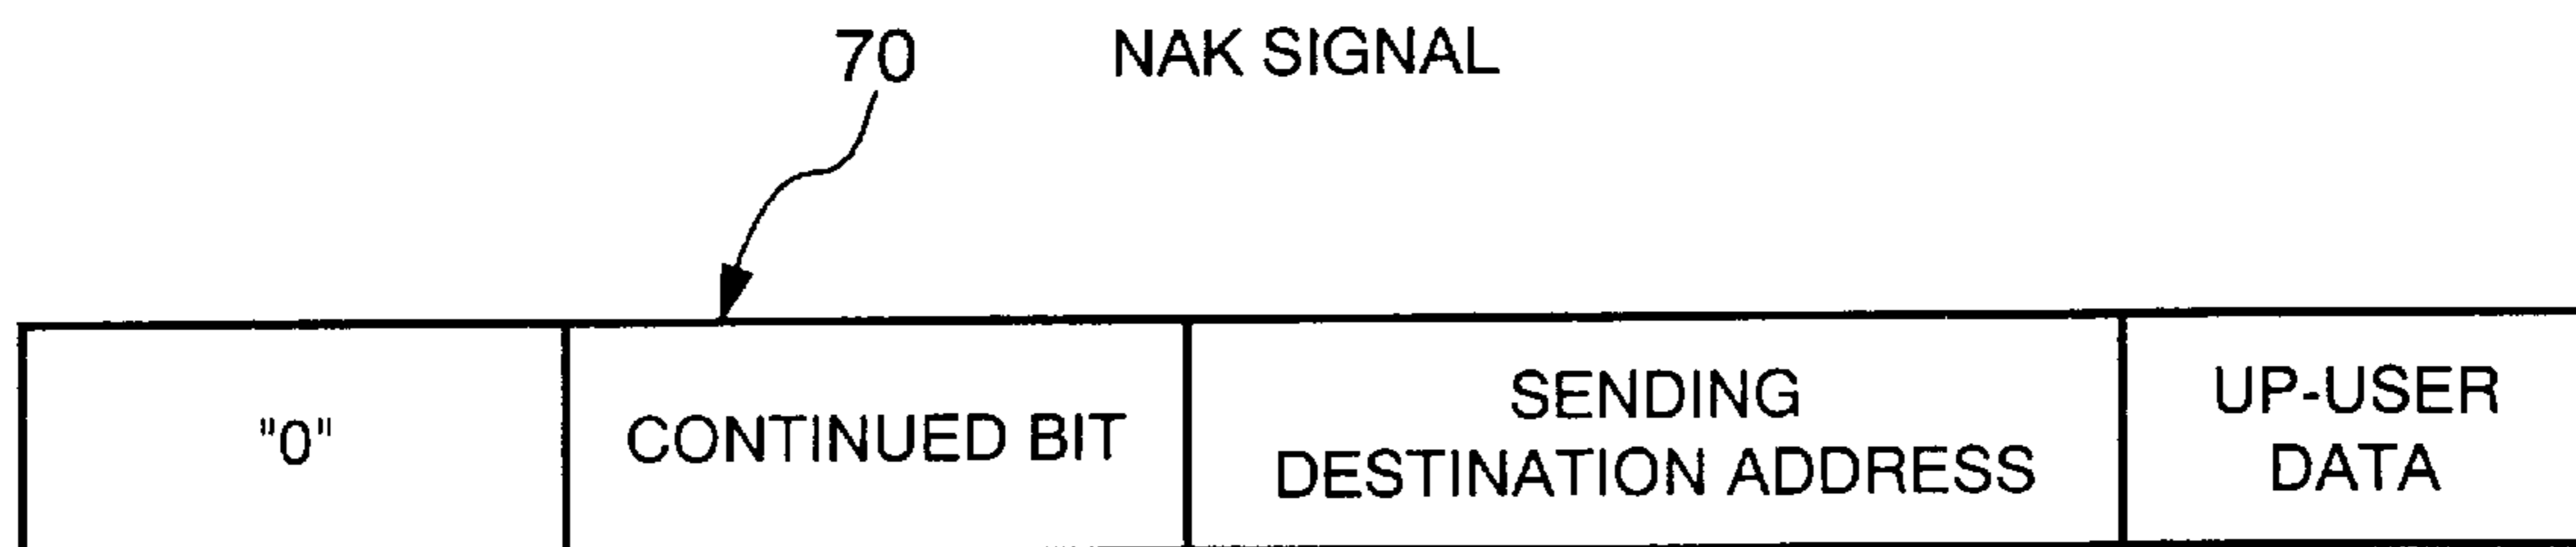 70
NAK SIGNAL
"0"
CONTINUED BIT
SENDING
DESTINATION ADDRESS
UP-USER
DATA